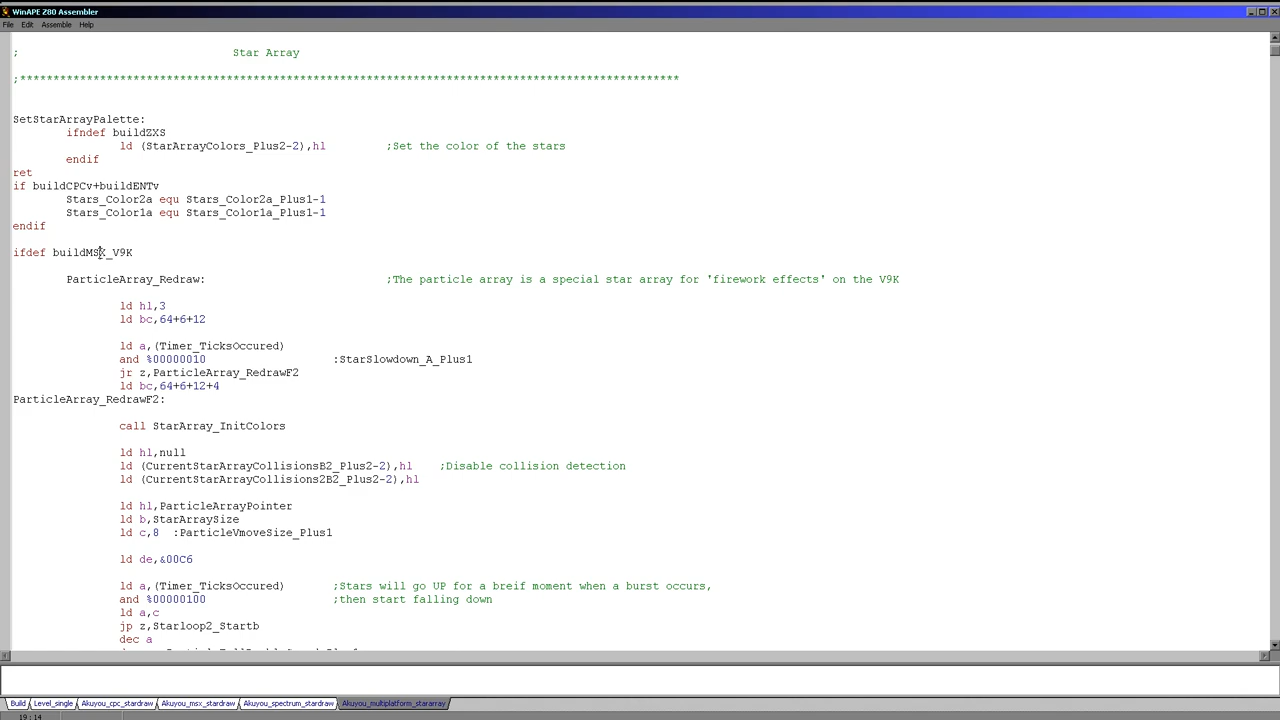 WinAPE Z80 Assembler
File Edit Assemble Help
; Star Array
;***************************************************************************************************
SetStarArrayPalette:
ifndef buildZXS
ld (StarArrayColors_Plus2-2),hl ;Set the color of the stars
endif
ret
if buildCPCv+buildENTv
Stars_Color2a equ Stars_Color2a_Plus1-1
Stars_Color1a equ Stars_Color1a_Plus1-1
endif
ifdef buildMSX_V9K
ParticleArray_Redraw: ;The particle array is a special star array for 'firework effects' on the V9K
ld hl,3
ld bc,64+6+12
ld a,(Timer_TicksOccured)
and %00000010 :StarSlowdown_A_Plus1
jr z,ParticleArray_RedrawF2
ld bc,64+6+12+4
ParticleArray_RedrawF2:
call StarArray_InitColors
ld hl,null
ld (CurrentStarArrayCollisionsB2_Plus2-2),hl ;Disable collision detection
ld (CurrentStarArrayCollisions2B2_Plus2-2),hl
ld hl,ParticleArrayPointer
ld b,StarArraySize
ld c,8 :ParticleVmoveSize_Plus1
ld de,&00C6
ld a,(Timer_TicksOccured) ;Stars will go UP for a breif moment when a burst occurs,
and %00000100 ;then start falling down
ld a,c
jp z,Starloop2_Startb
dec a
Build Level_single Akuyou_cpc_stardraw Akuyou_msx_stardraw Akuyou_spectrum_stardraw Akuyou_multiplatform_stararray
19:14